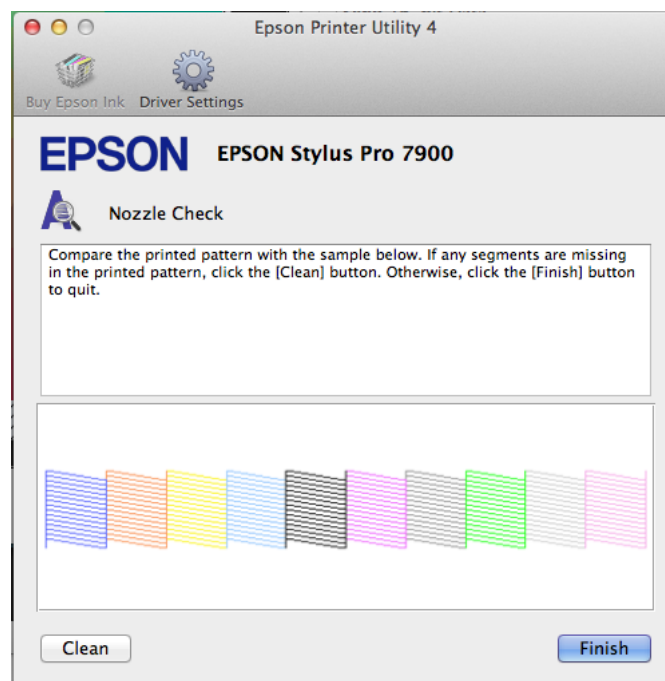 Epson Printer Utility 4
Buy Epson Ink Driver Settings
EPSON EPSON Stylus Pro 7900
Nozzle Check
Compare the printed pattern with the sample below. If any segments are missing
in the printed pattern, click the [Clean] button. Otherwise, click the [Finish] button
to quit.
Clean Finish